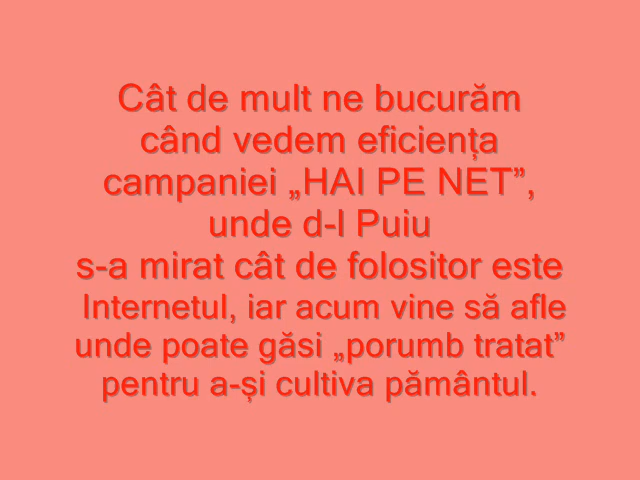 Cât de mult ne bucurăm
când vedem eficiența
campaniei „HAI PE NET”,
unde d-l Puiu
s-a mirat cât de folositor este
Internetul, iar acum vine să afle
unde poate găsi „porumb tratat”
pentru a-și cultiva pământul.